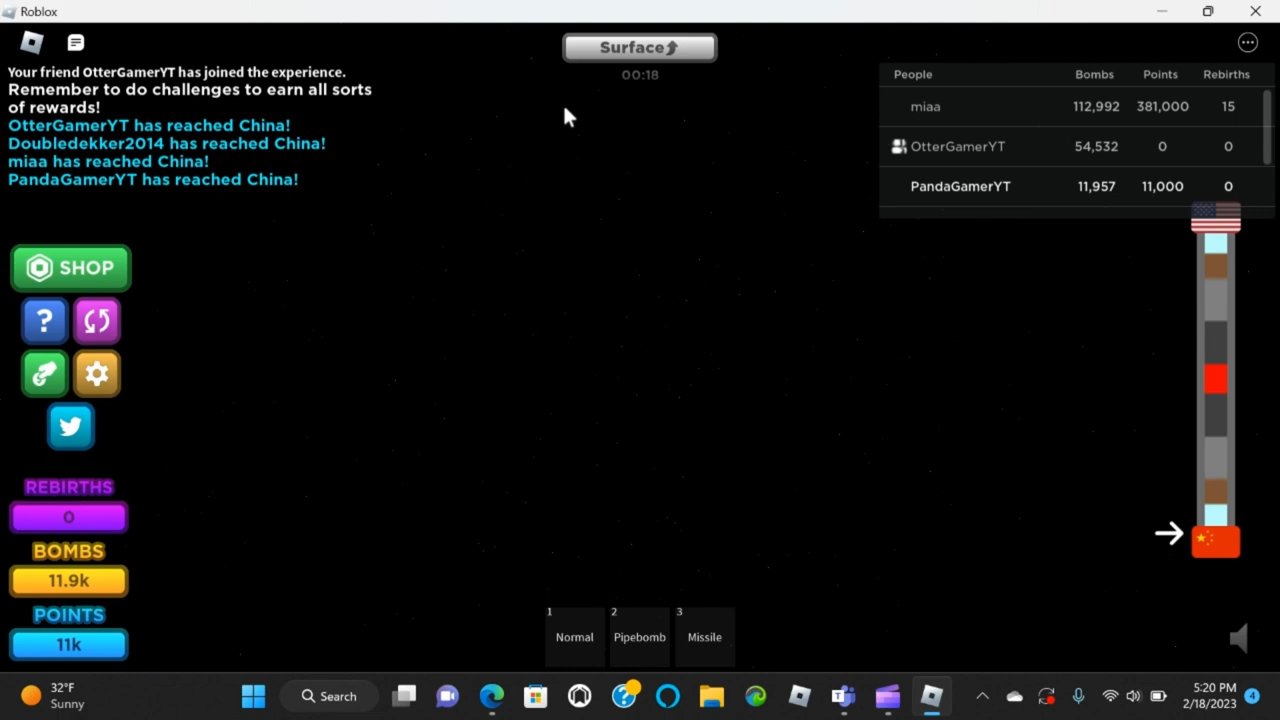 Roblox
Surface
00:18
Your friend OtterGamerYT has joined the experience.
Remember to do challenges to earn all sorts
of rewards!
OtterGamerYT has reached China!
Doubledekker2014 has reached China!
miaa has reached China!
PandaGamerYT has reached China!
People Bombs Points Rebirths
miaa 112,992 381,000 15
OtterGamerYT 54,532 0 0
PandaGamerYT 11,957 11,000 0
SHOP
?
REBIRTHS
0
BOMBS
11.9k
POINTS
11k
1 2 3
Normal Pipebomb Missile
32°F
Sunny
Search
5:20 PM
2/18/2023
4